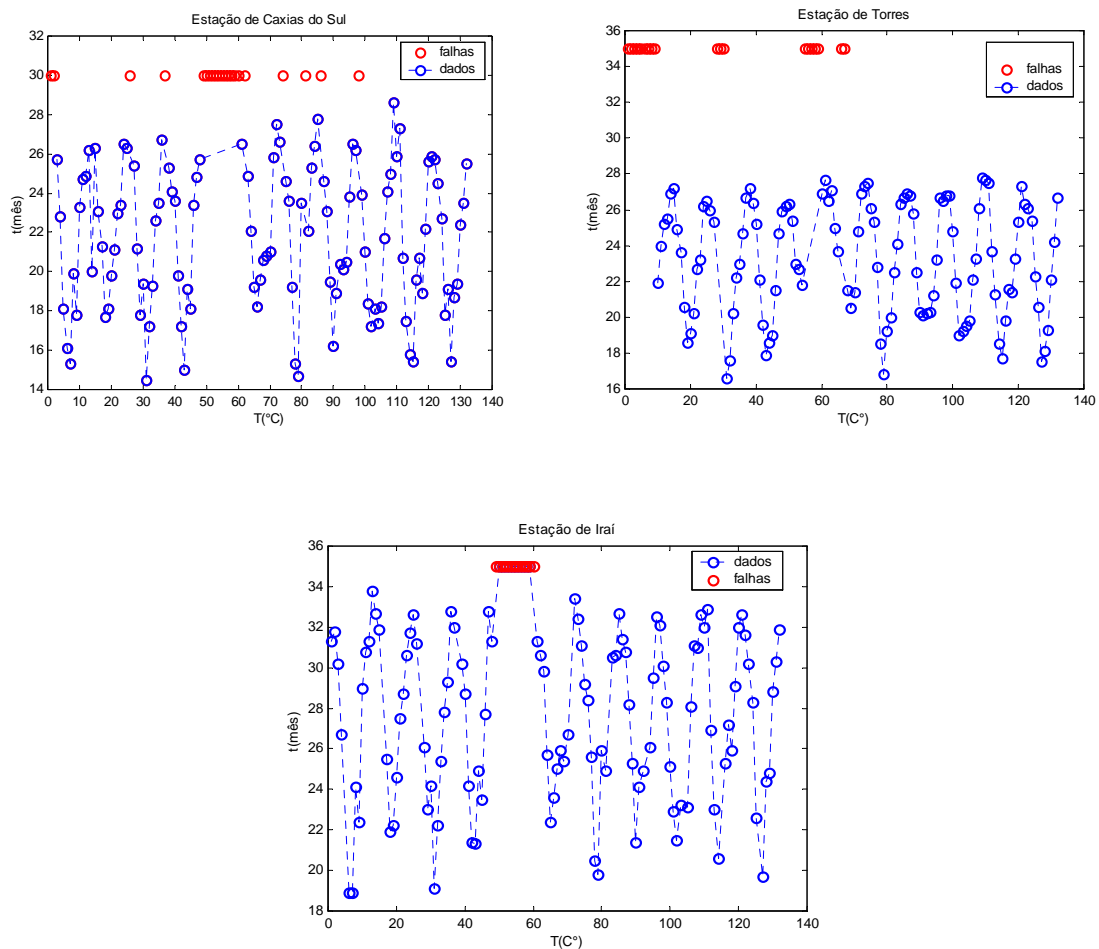 Estação de Caxias do Sul
32
30
28
26
24
22
20
18
16
14
t(mês)
falhas
dados
0 10 20 30 40 50 60 70 80 90 100 110 120 130 140
T(°C)
Estação de Torres
36
34
32
30
28
26
24
22
20
18
16
t(mês)
falhas
dados
0 20 40 60 80 100 120 140
T(C°)
Estação de Iraí
36
34
32
30
28
26
24
22
20
18
t(mês)
dados
falhas
0 20 40 60 80 100 120 140
T(C°)